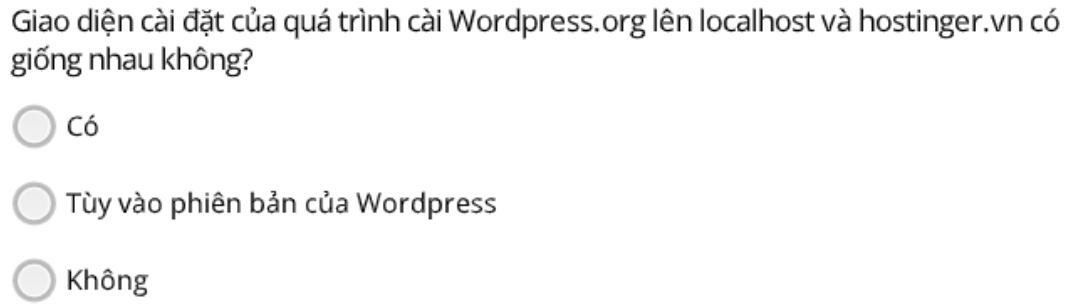 Giao diện cài đặt của quá trình cài Wordpress.org lên localhost và hostinger.vn có
giống nhau không?
Có
Tùy vào phiên bản của Wordpress
Không